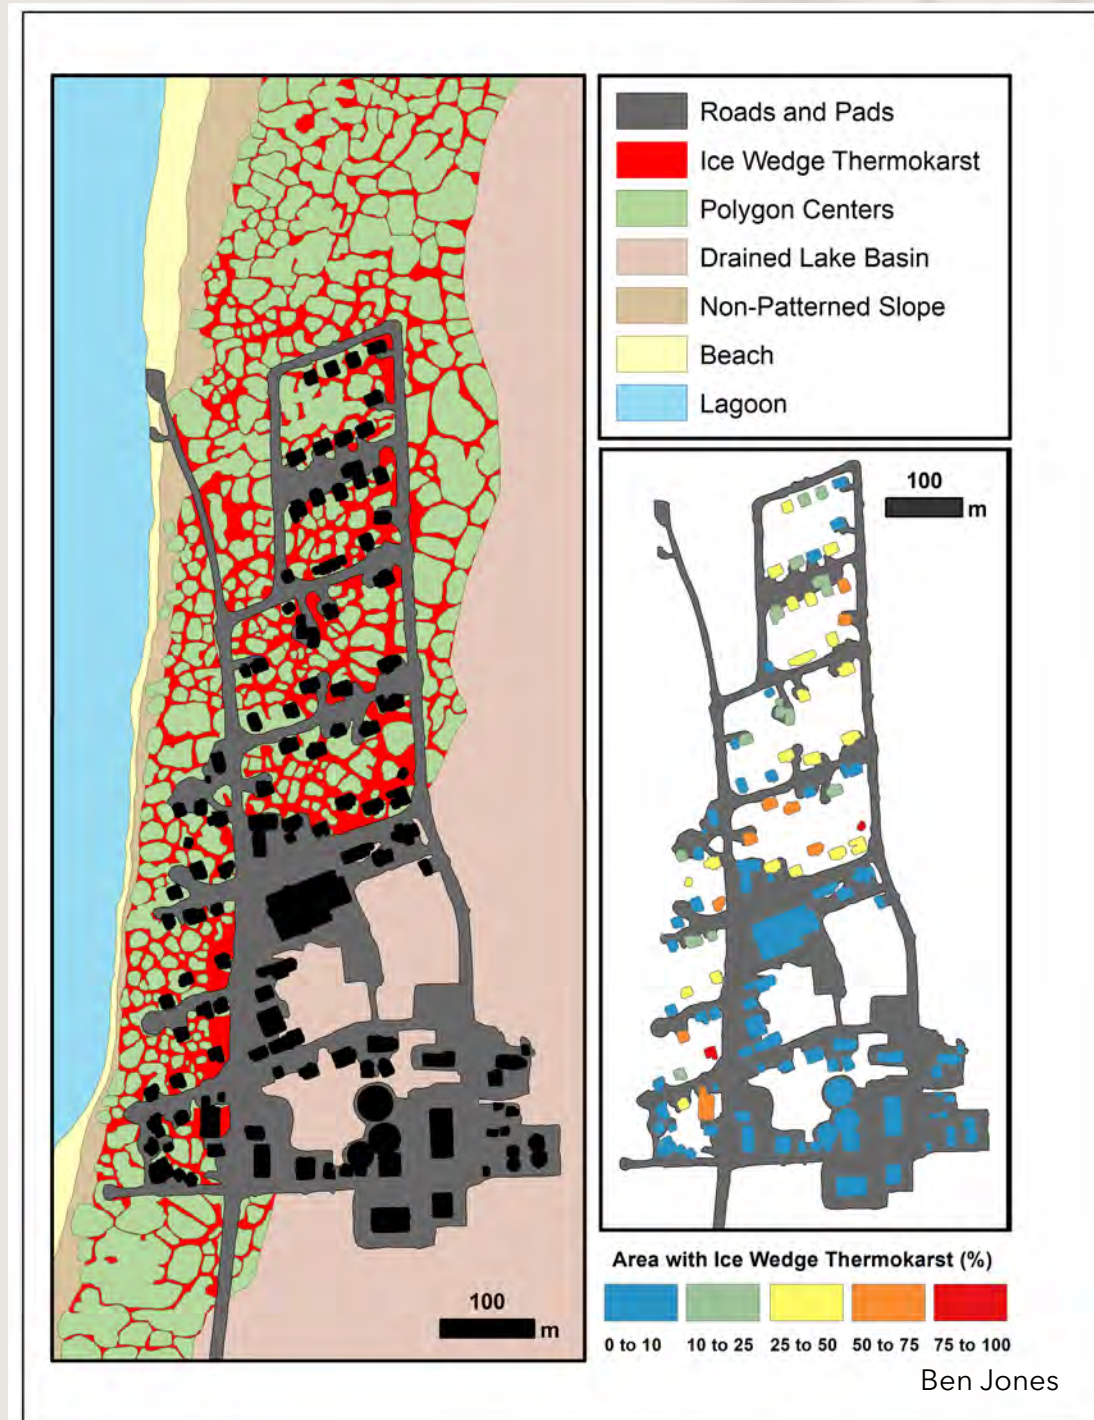 Roads and Pads
Ice Wedge Thermokarst
Polygon Centers
Drained Lake Basin
Non-Patterned Slope
Beach
Lagoon
100
m
100
m
Area with Ice Wedge Thermokarst (%)
0 to 10 10 to 25 25 to 50 50 to 75 75 to 100
Ben Jones